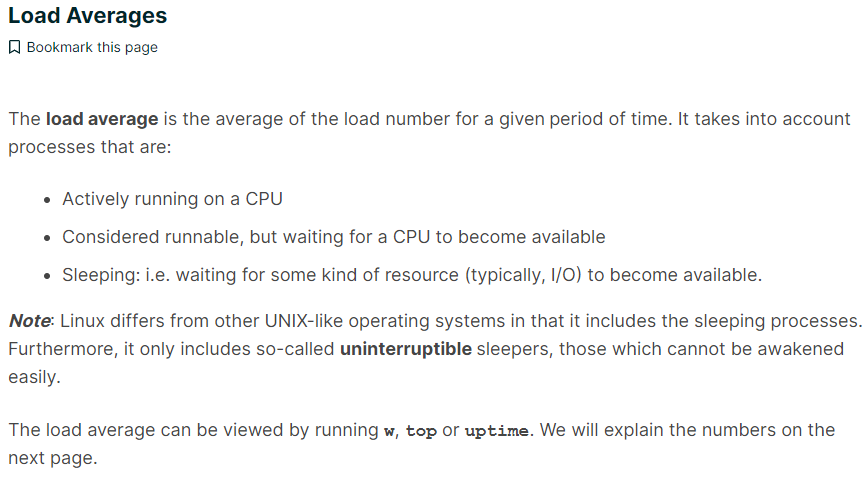 Load Averages
Bookmark this page
The load average is the average of the load number for a given period of time. It takes into account
processes that are:
• Actively running on a CPU
• Considered runnable, but waiting for a CPU to become available
• Sleeping: i.e. waiting for some kind of resource (typically, I/O) to become available.
Note: Linux differs from other UNIX-like operating systems in that it includes the sleeping processes.
Furthermore, it only includes so-called uninterruptible sleepers, those which cannot be awakened
easily.
The load average can be viewed by running w, top or uptime. We will explain the numbers on the
next page.